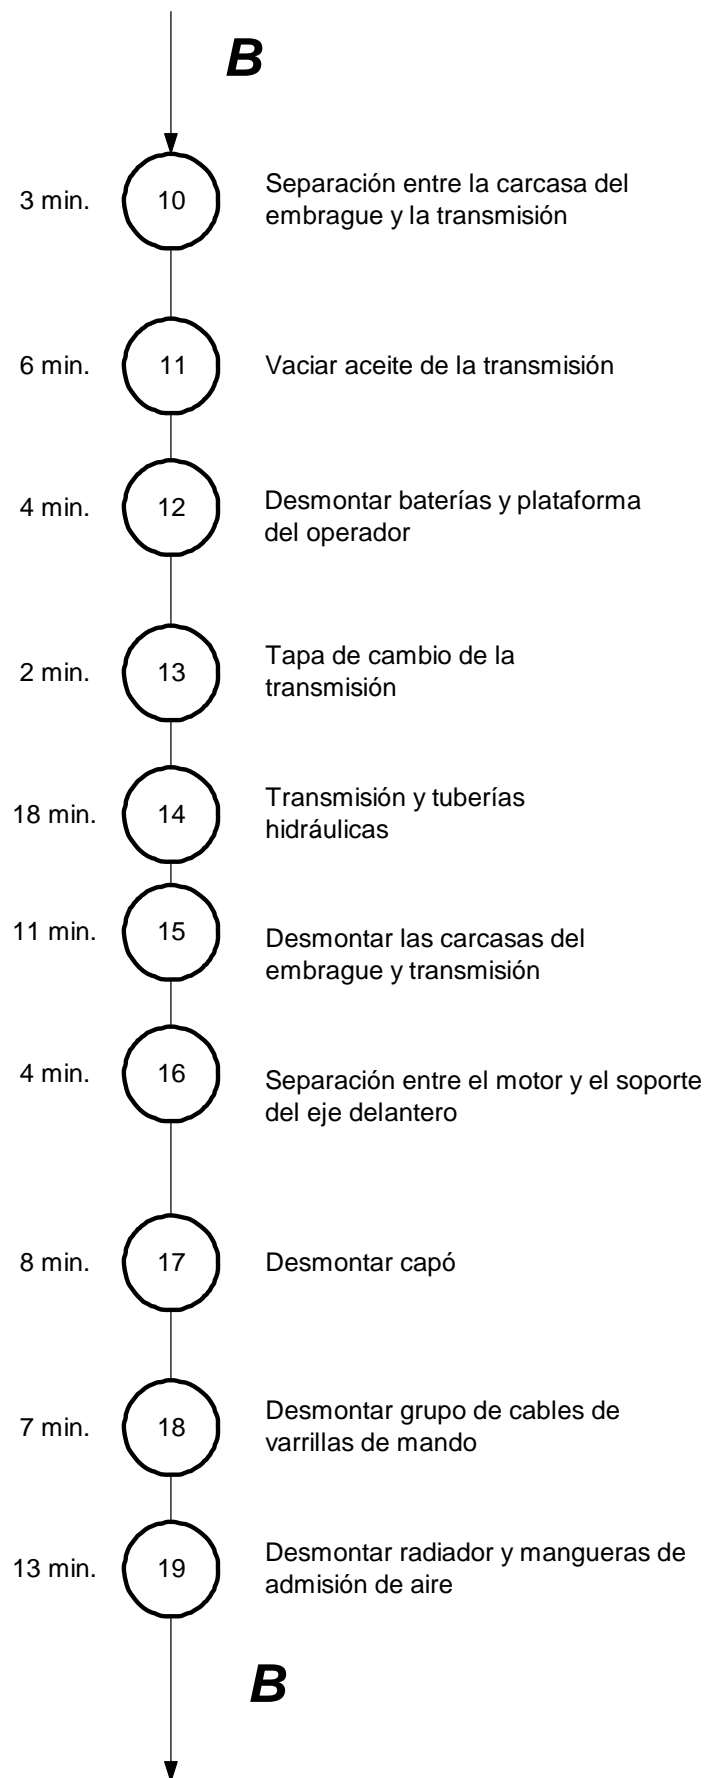 B
3 min.
10
Separación entre la carcasa del
embrague y la transmisión
6 min.
11
Vaciar aceite de la transmisión
4 min.
12
Desmontar baterías y plataforma
del operador
2 min.
13
Tapa de cambio de la
transmisión
18 min.
14
Transmisión y tuberías
hidráulicas
11 min.
15
Desmontar las carcasas del
embrague y transmisión
4 min.
16
Separación entre el motor y el soporte
del eje delantero
8 min.
17
Desmontar capó
7 min.
18
Desmontar grupo de cables de
varrillas de mando
13 min.
19
Desmontar radiador y mangueras de
admisión de aire
B